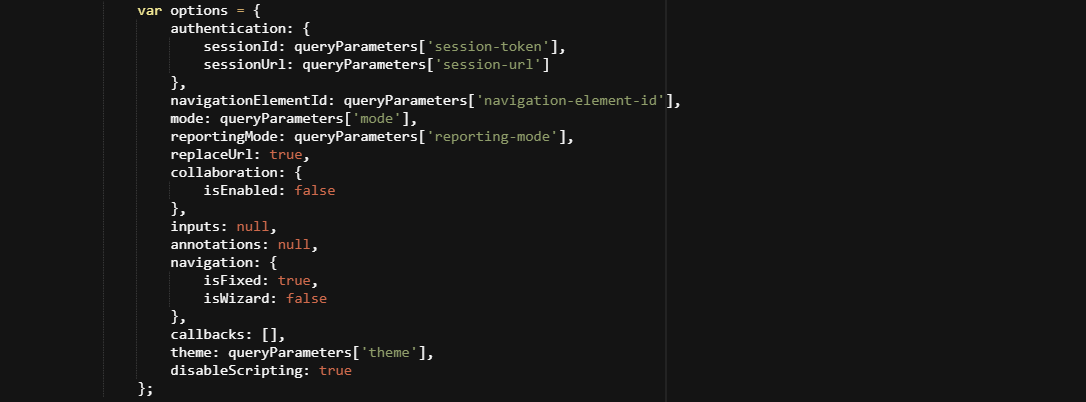 var options = {
authentication: {
sessionId: queryParameters['session-token'],
sessionUrl: queryParameters['session-url']
},
navigationElementId: queryParameters['navigation-element-id'],
mode: queryParameters['mode'],
reportingMode: queryParameters['reporting-mode'],
replaceUrl: true,
collaboration: {
isEnabled: false
},
inputs: null,
annotations: null,
navigation: {
isFixed: true,
isWizard: false
},
callbacks: [],
theme: queryParameters['theme'],
disableScripting: true
};